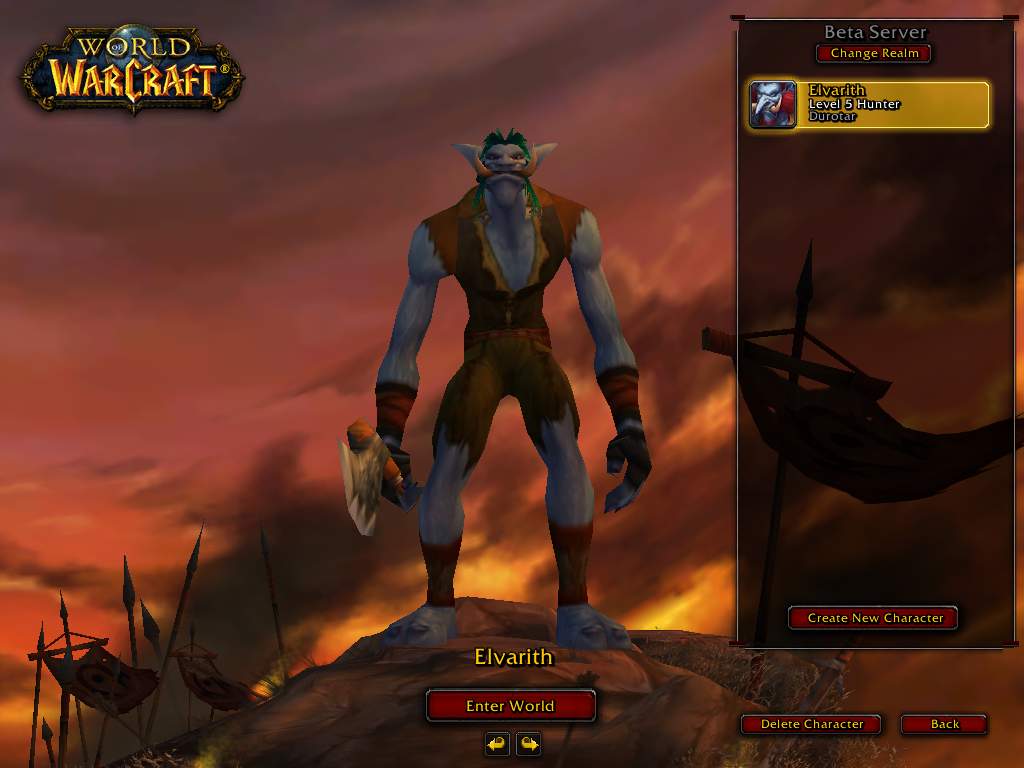 WORLD
OF
WARCRAFT®
Beta Server
Change Realm
Elvarith
Level 5 Hunter
Durotar
Create New Character
Elvarith
Enter World
Delete Character
Back